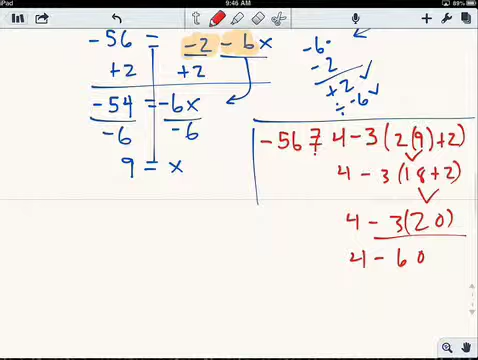 iPad
9:46 AM
-56 = -2 - 6x
+2 +2
-54 = -6x
-6 -6
9 = x
-6·
-2
+2 ✓
÷ -6 ✓
-56 ≟ 4 - 3(2(9)+2)
4 - 3(18+2)
4 - 3(20)
4 - 60